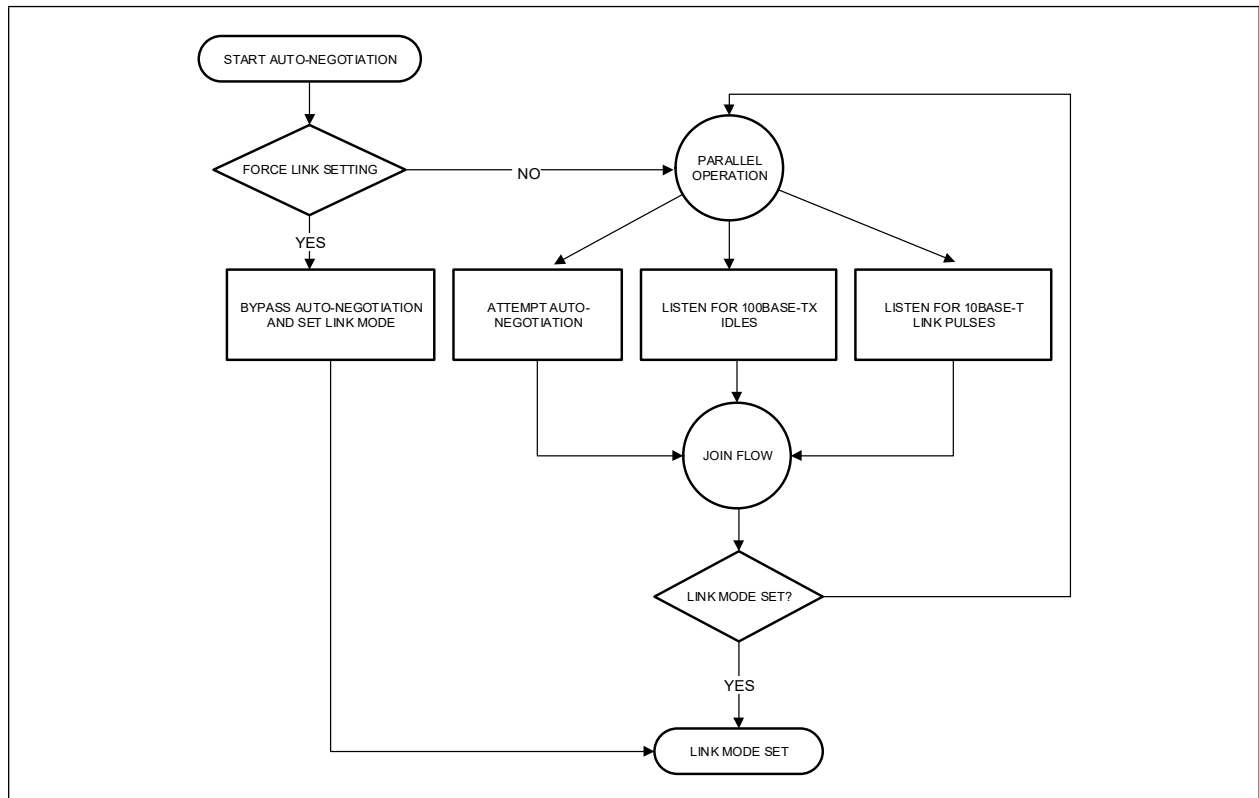 START AUTO-NEGOTIATION
FORCE LINK SETTING
NO
PARALLEL
OPERATION
YES
BYPASS AUTO-NEGOTIATION
AND SET LINK MODE
ATTEMPT AUTO-
NEGOTIATION
LISTEN FOR 100BASE-TX
IDLES
LISTEN FOR 10BASE-T
LINK PULSES
JOIN FLOW
LINK MODE SET?
YES
LINK MODE SET